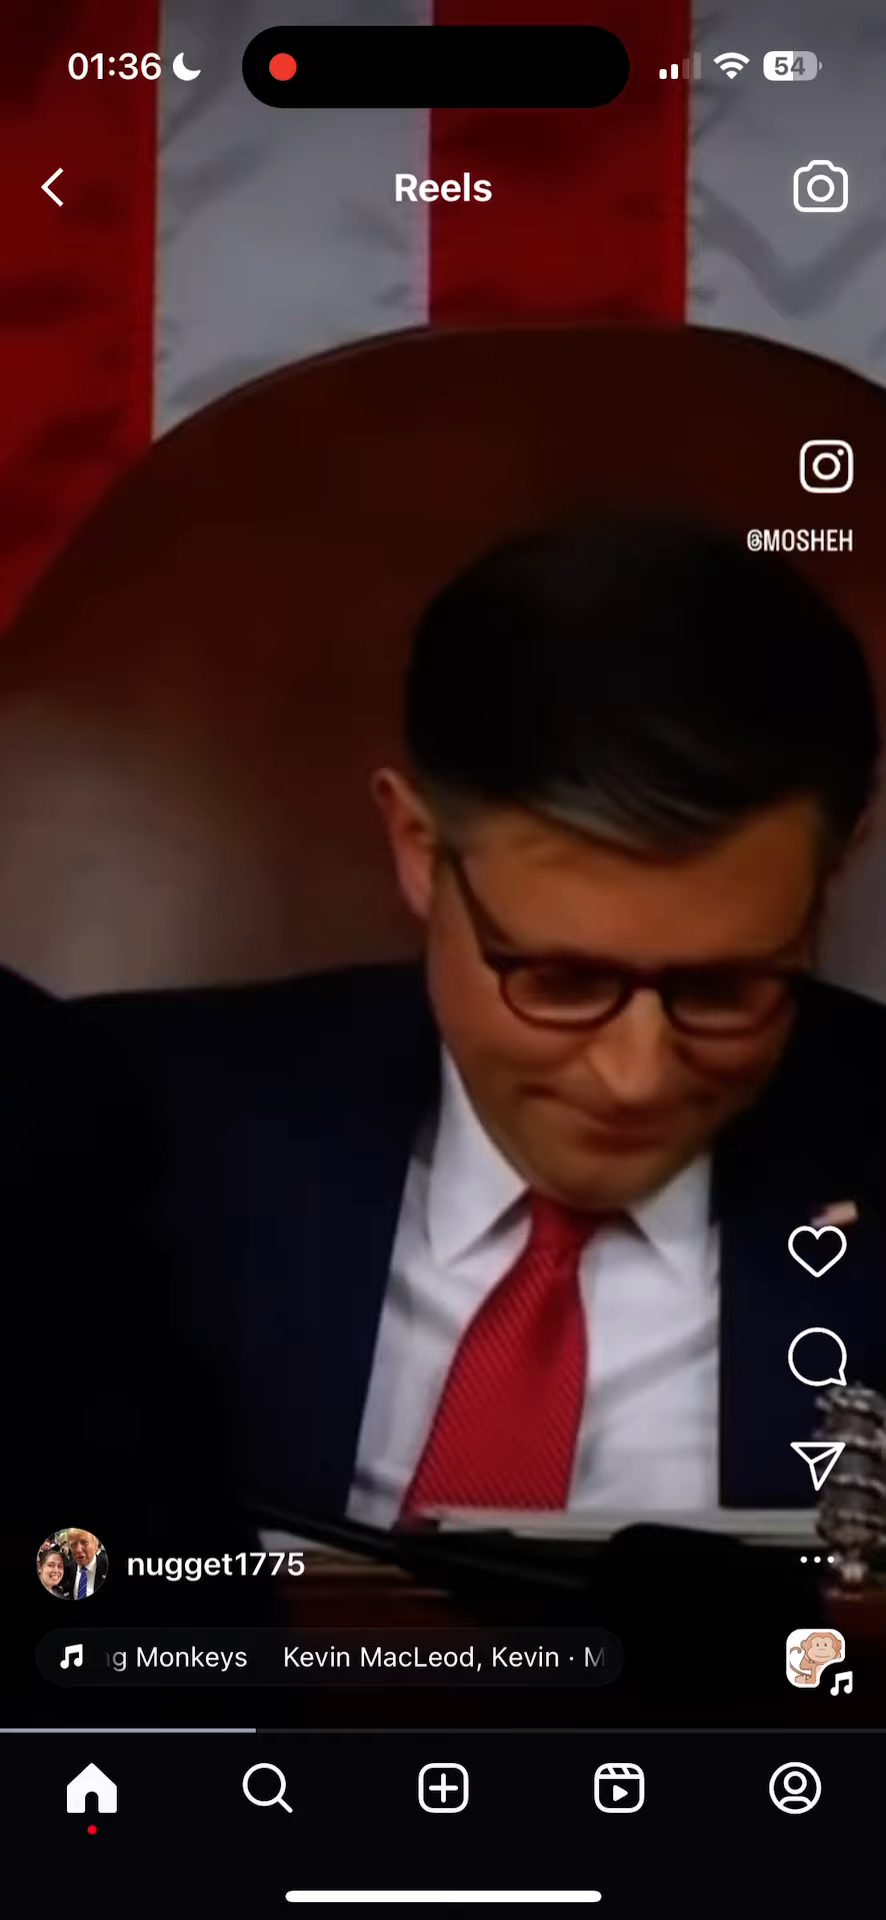 01:36
54
Reels
@MOSHEH
nugget1775
g Monkeys Kevin MacLeod, Kevin · M